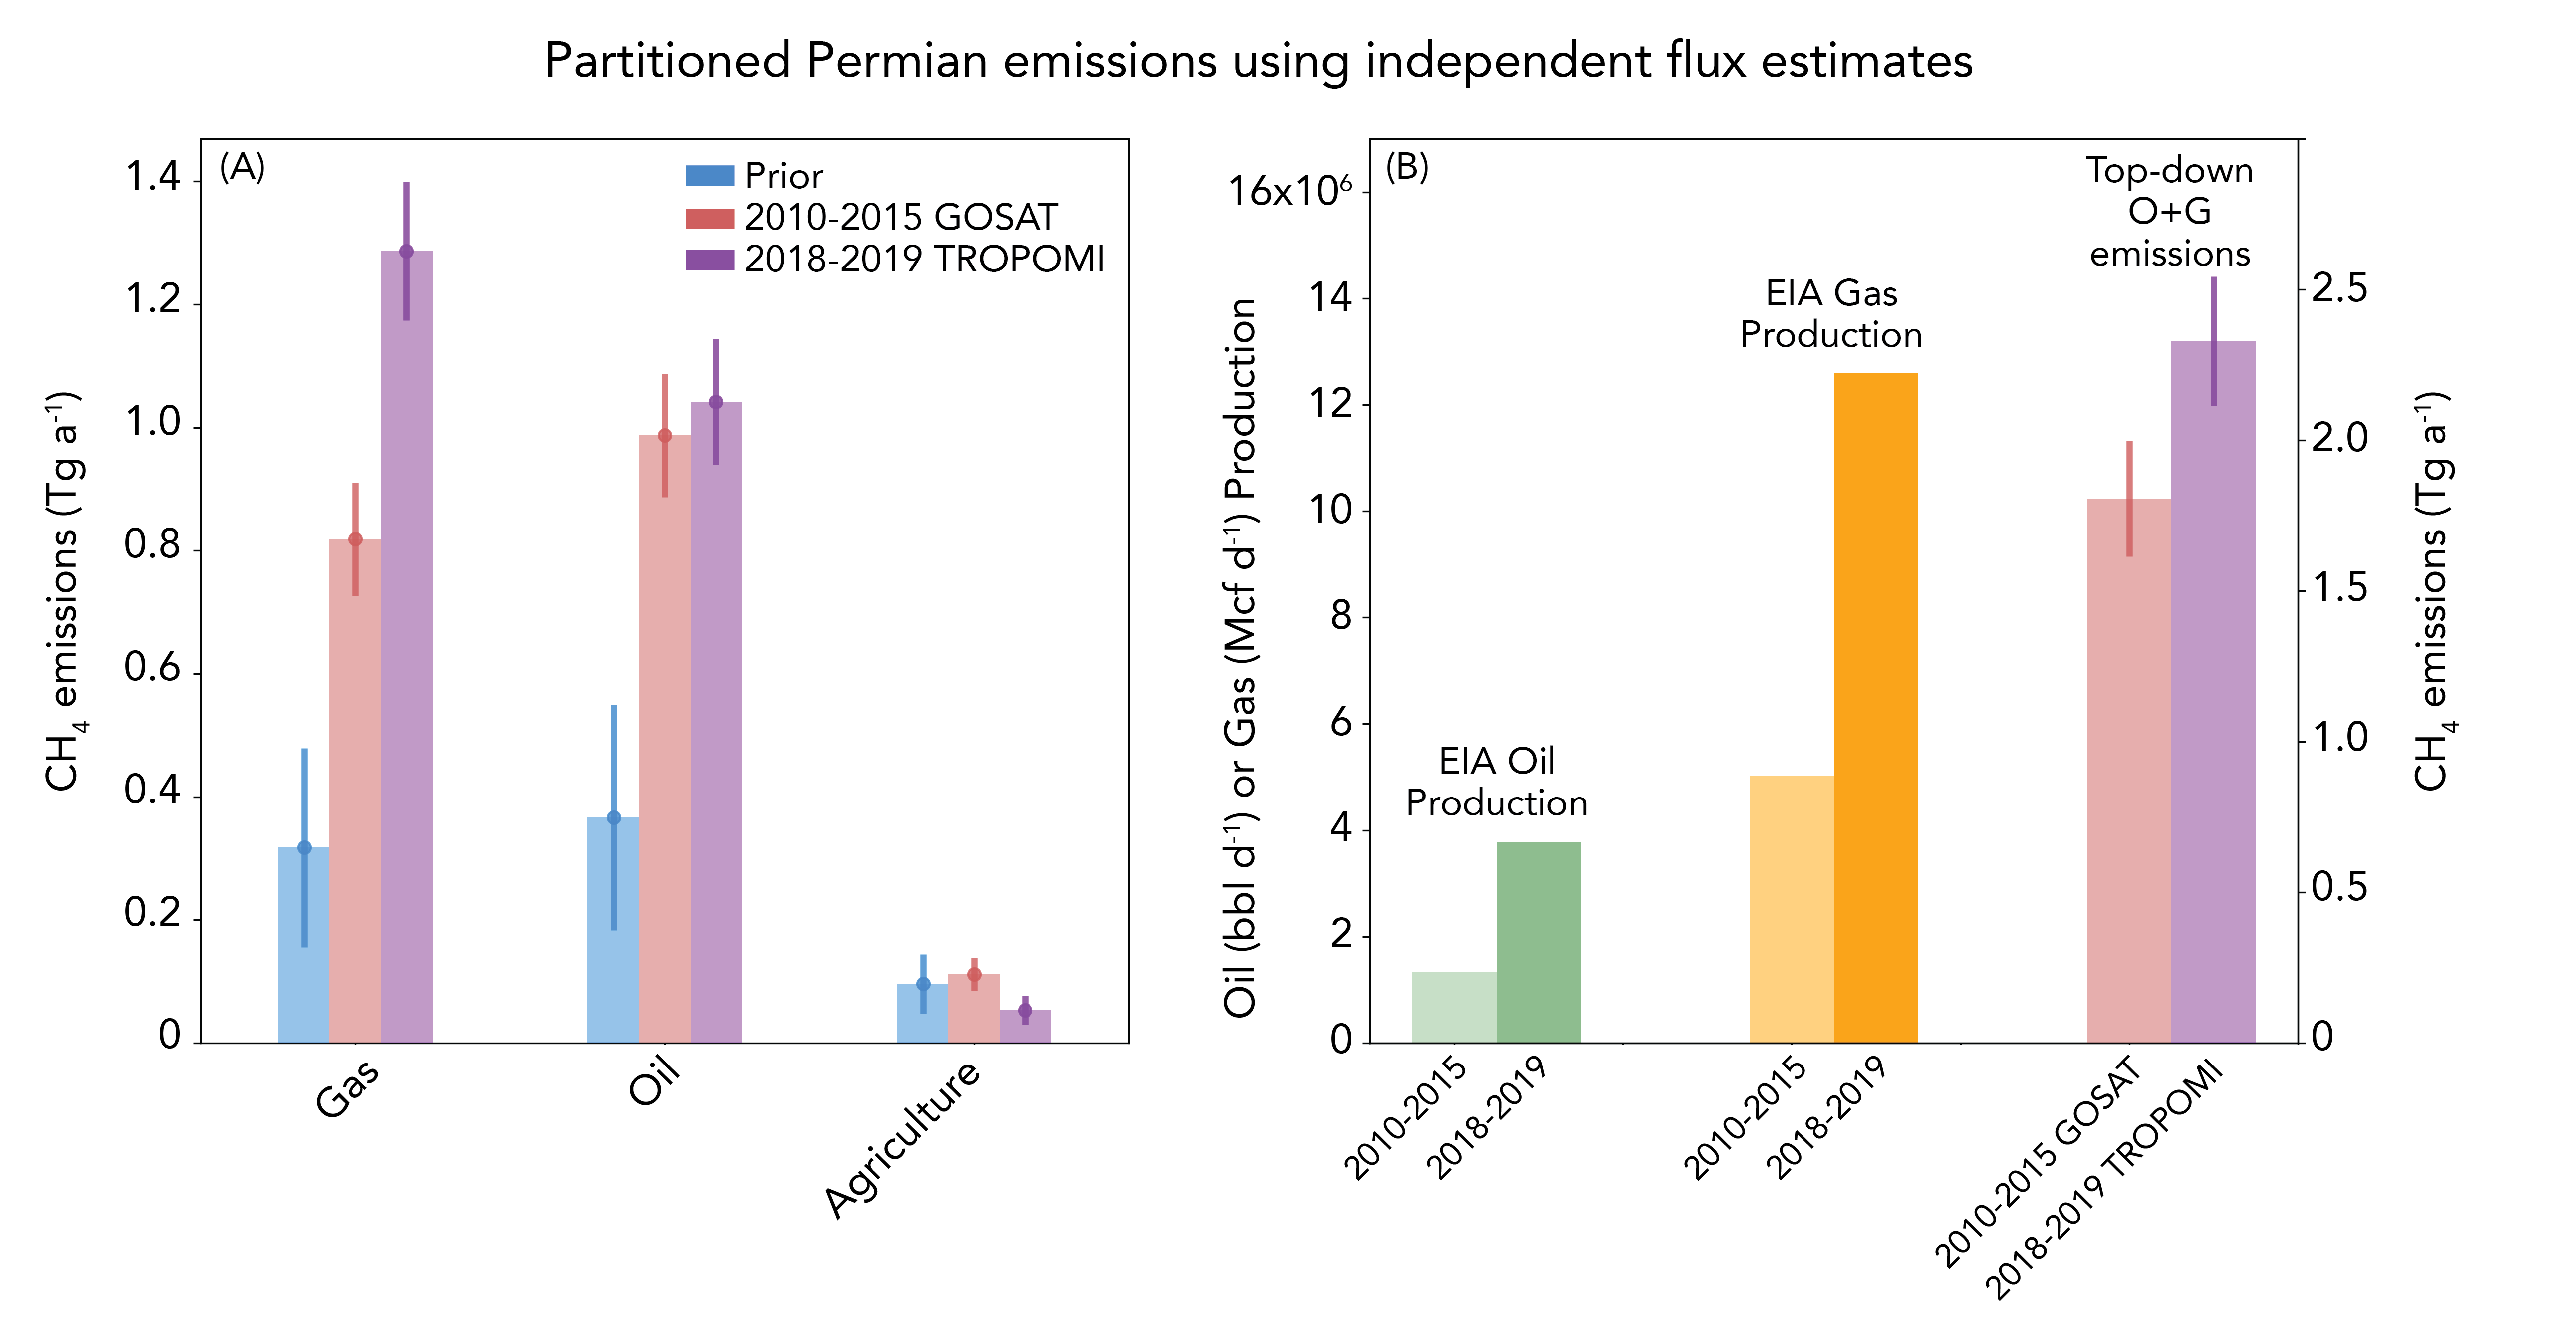 Partitioned Permian emissions using independent flux estimates
(A)
Prior
2010-2015 GOSAT
2018-2019 TROPOMI
CH₄ emissions (Tg a⁻¹)
1.4
1.2
1.0
0.8
0.6
0.4
0.2
0
Gas
Oil
Agriculture
(B)
Oil (bbl d⁻¹) or Gas (Mcf d⁻¹) Production
16x10⁶
14
12
10
8
6
4
2
0
EIA Oil
Production
EIA Gas
Production
Top-down
O+G
emissions
2010-2015
2018-2019
2010-2015
2018-2019
2010-2015 GOSAT
2018-2019 TROPOMI
2.5
2.0
1.5
1.0
0.5
0
CH₄ emissions (Tg a⁻¹)